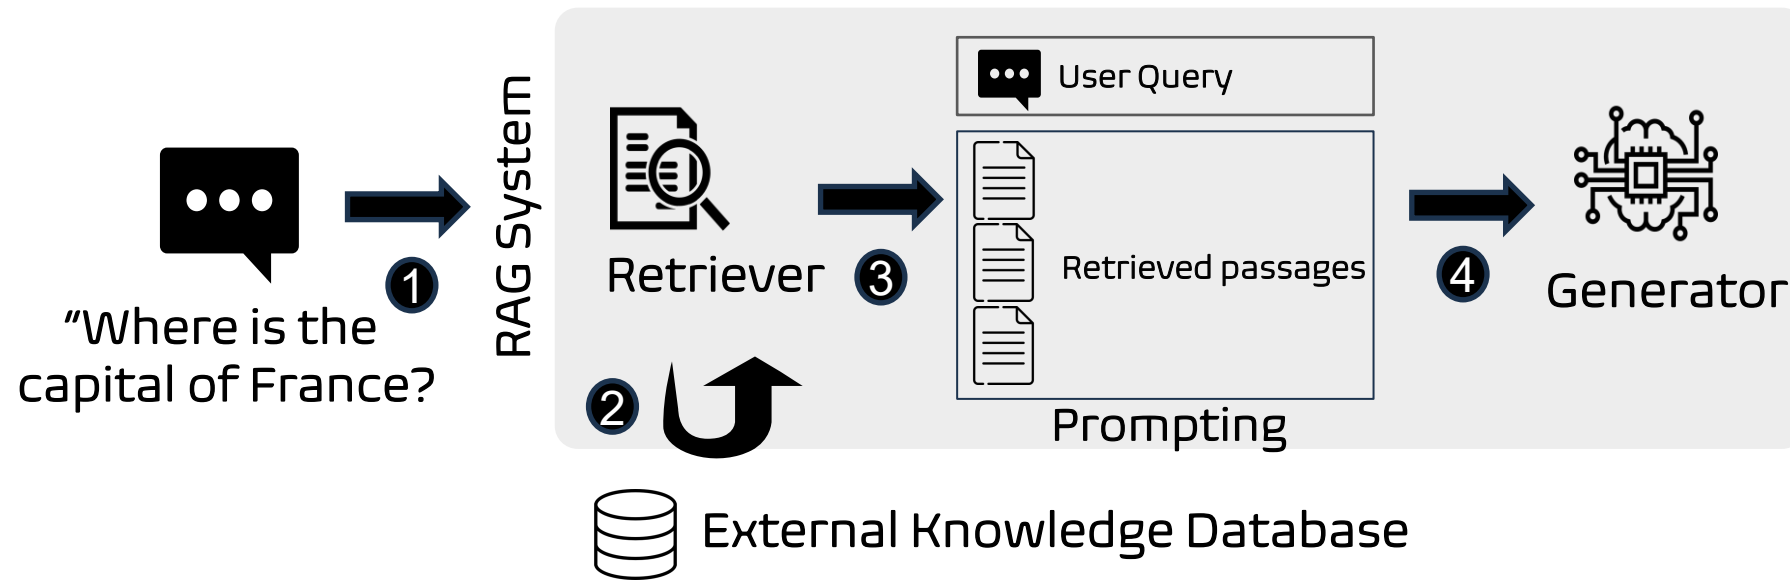 “Where is the
capital of France?
1
RAG System
Retriever
2
3
User Query
Retrieved passages
Prompting
4
Generator
External Knowledge Database